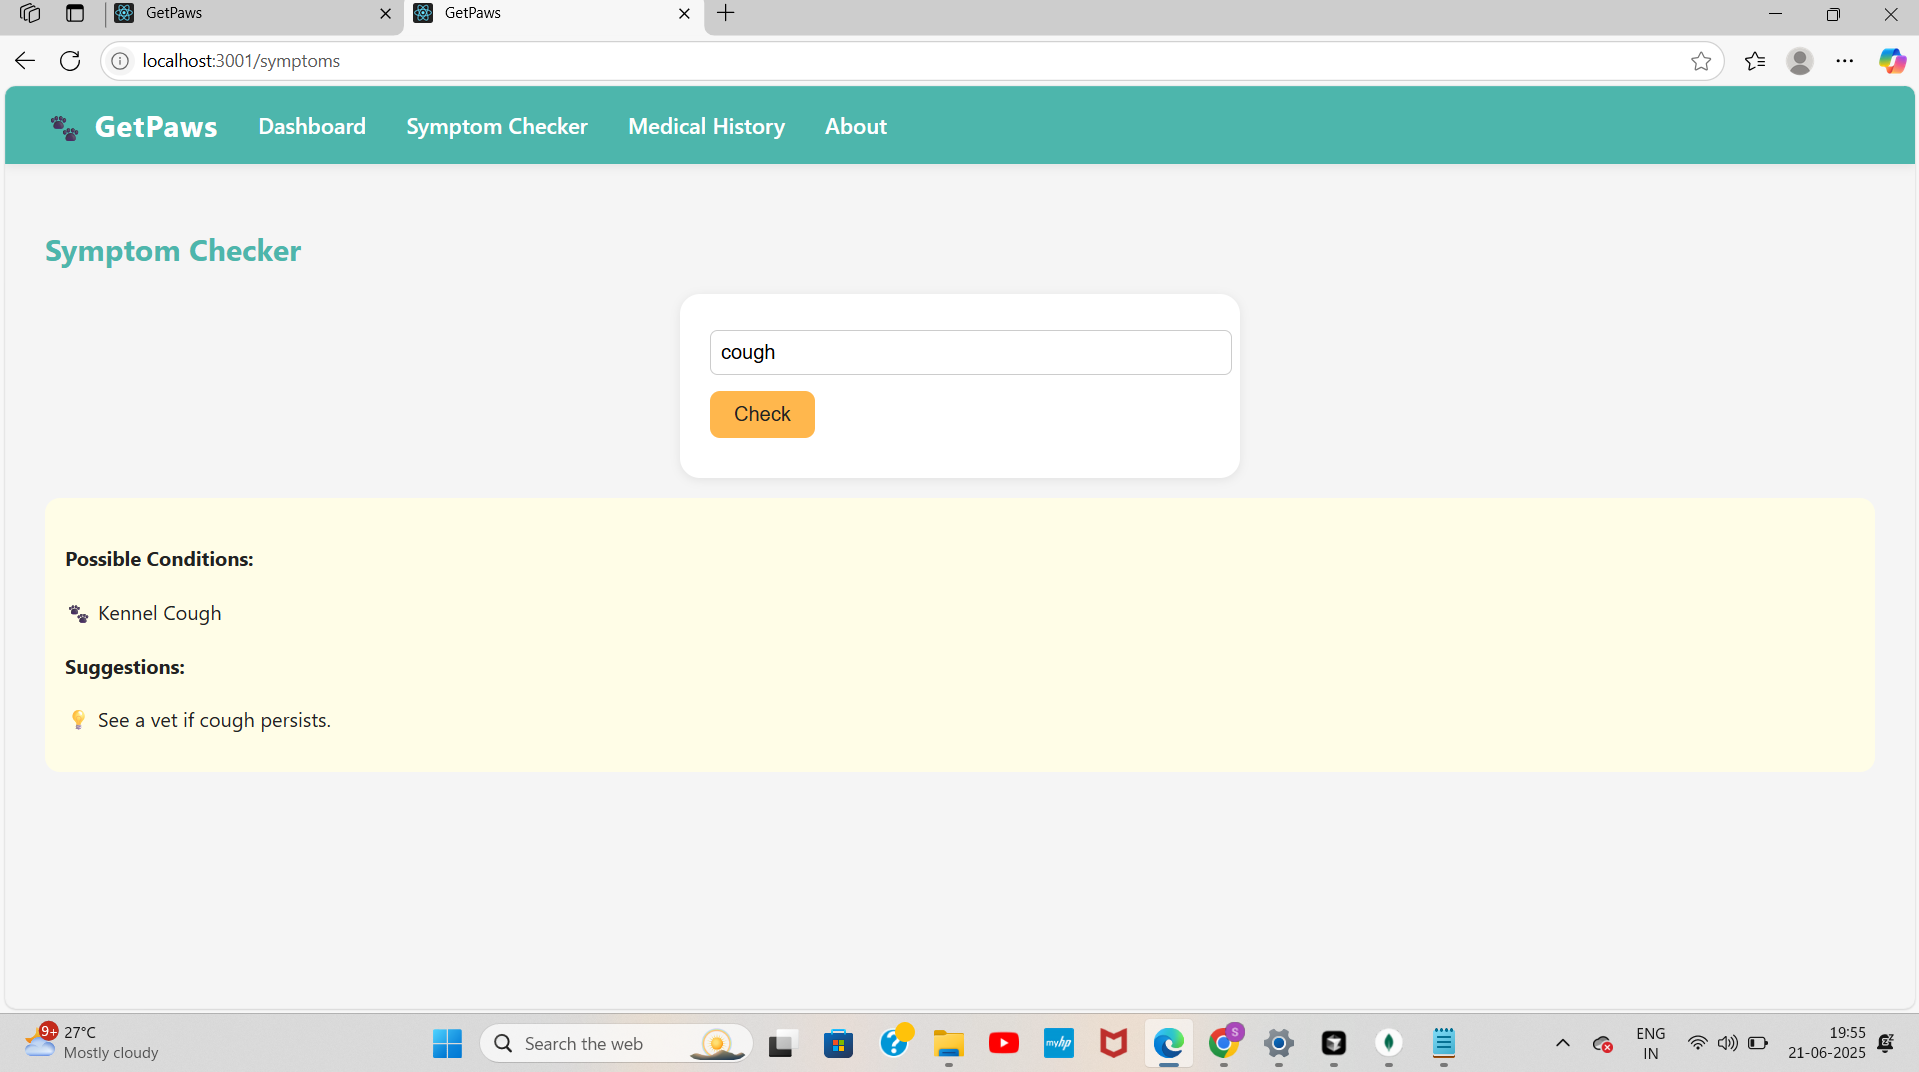 GetPaws
GetPaws
localhost:3001/symptoms
GetPaws Dashboard Symptom Checker Medical History About
Symptom Checker
cough
Check
Possible Conditions:
Kennel Cough
Suggestions:
See a vet if cough persists.
9+
27°C
Mostly cloudy
Search the web
myhp
S
ENG
IN
19:55
21-06-2025